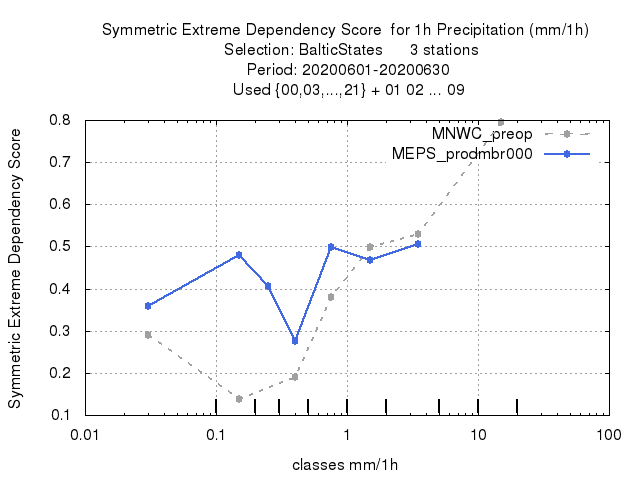 Symmetric Extreme Dependency Score  for 1h Precipitation (mm/1h)
Selection: BalticStates      3 stations
Period: 20200601-20200630
Used {00,03,...,21} + 01 02 ... 09
MNWC_preop
MEPS_prodmbr000
Symmetric Extreme Dependency Score
0.8
0.7
0.6
0.5
0.4
0.3
0.2
0.1
0.01 0.1 1 10 100
classes mm/1h